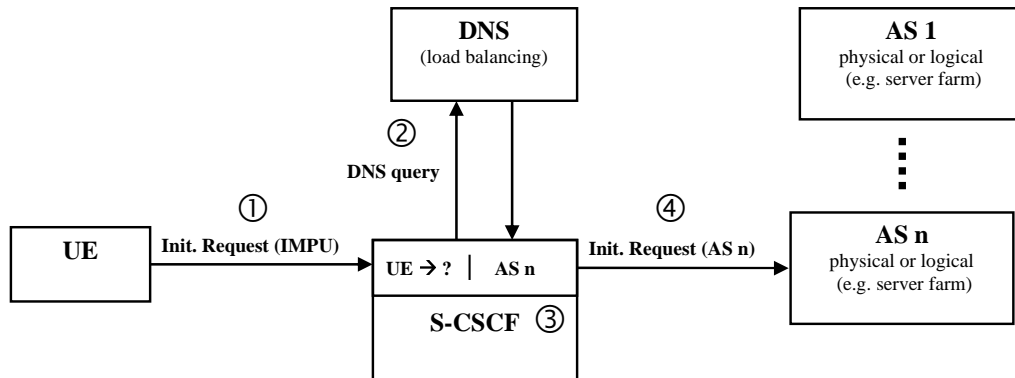 DNS
(load balancing)
AS 1
physical or logical
(e.g. server farm)
②
DNS query
①
Init. Request (IMPU)
④
Init. Request (AS n)
UE
UE → ? | AS n
S-CSCF ③
AS n
physical or logical
(e.g. server farm)